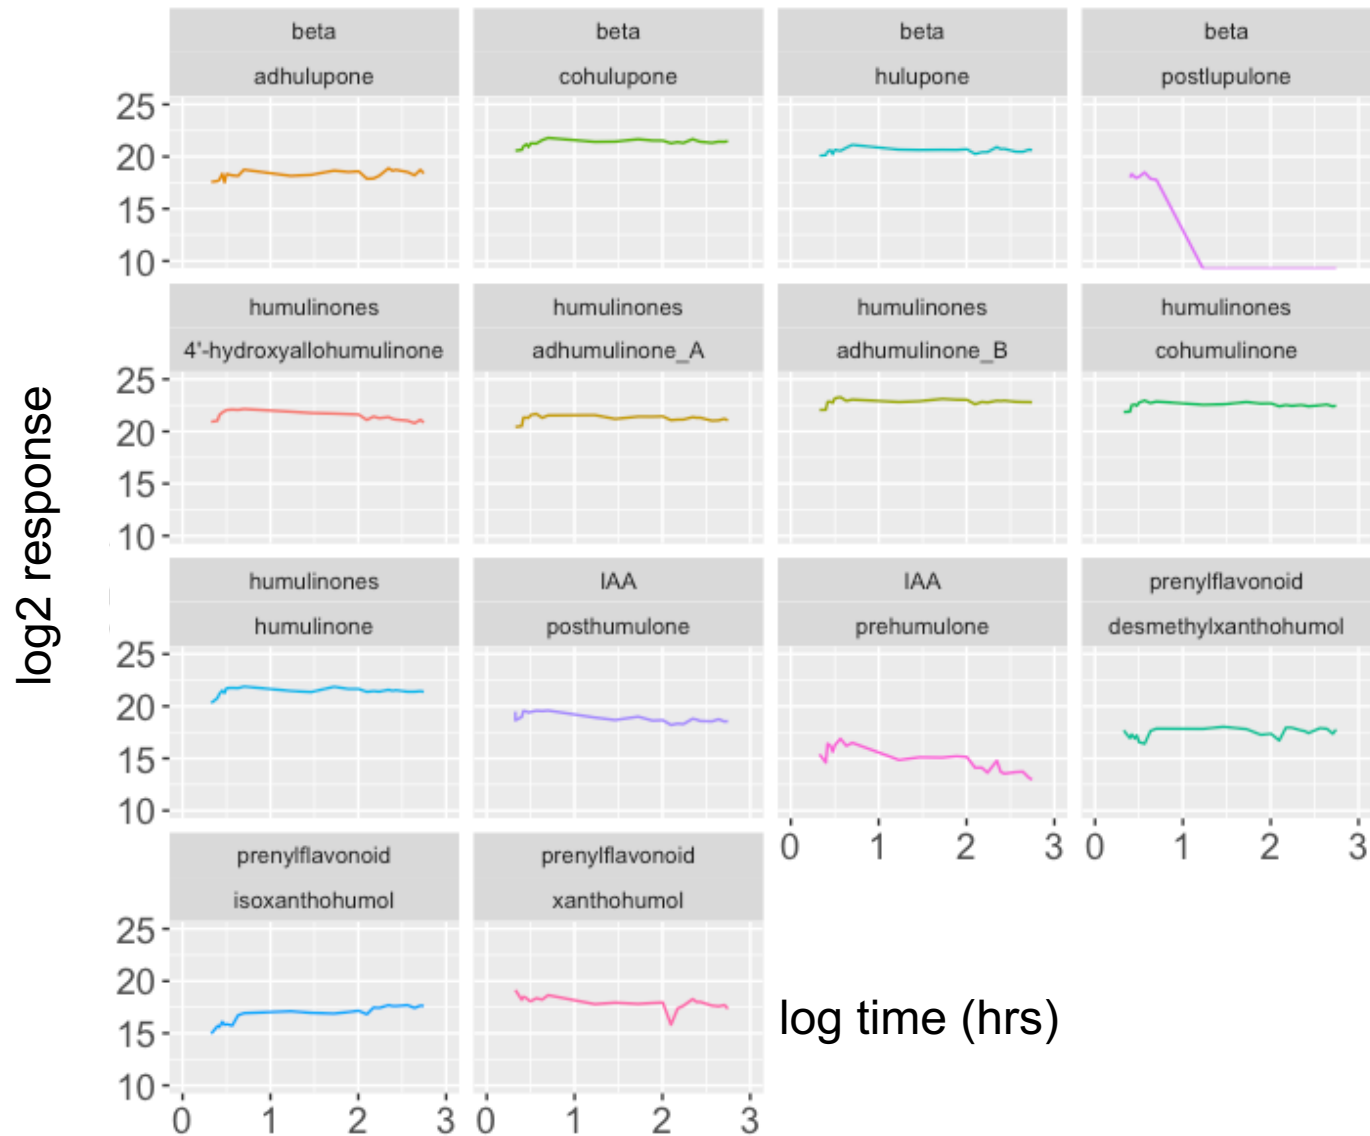 beta
beta
beta
beta
adhulupone
cohulupone
hulupone
postlupulone
25
20
15
10
humulinones
humulinones
humulinones
humulinones
4'-hydroxyallohumulinone
adhumulinone_A
adhumulinone_B
cohumulinone
25
20
15
10
log2 response
humulinones
IAA
IAA
prenylflavonoid
humulinone
posthumulone
prehumulone
desmethylxanthohumol
25
20
15
10
0 1 2 3
0 1 2 3
prenylflavonoid
prenylflavonoid
isoxanthohumol
xanthohumol
25
20
15
10
0 1 2 3
0 1 2 3
log time (hrs)